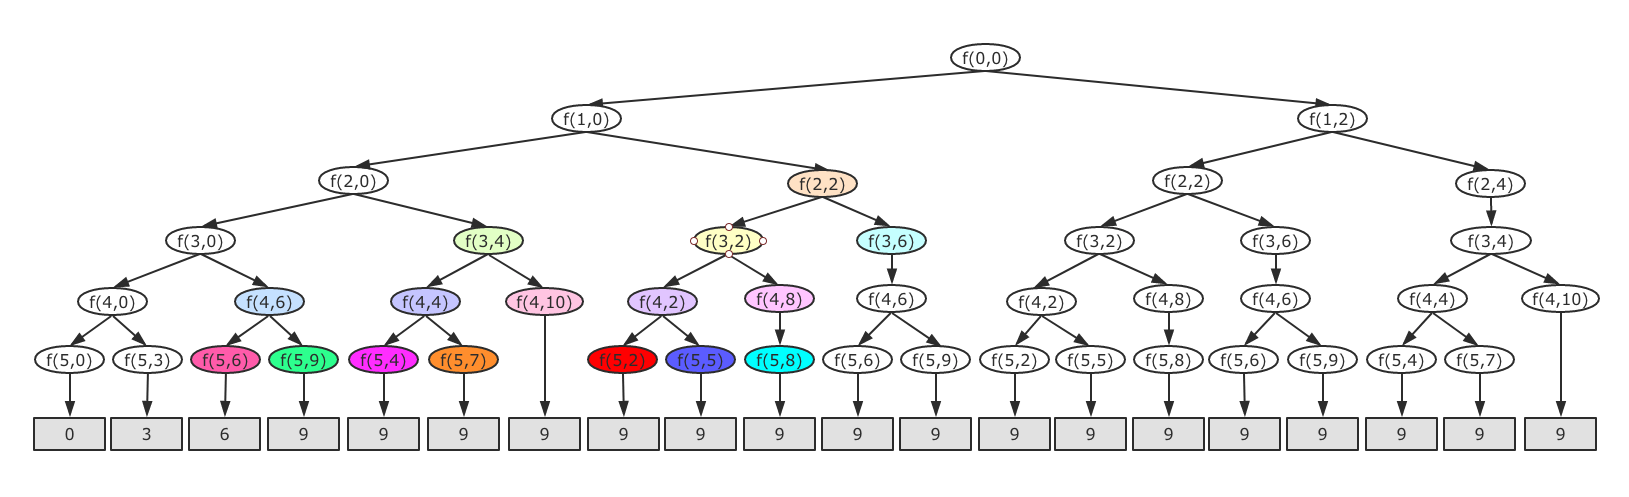 f(0,0)
f(1,0) f(1,2)
f(2,0) f(2,2) f(2,2) f(2,4)
f(3,0) f(3,4) f(3,2) f(3,6) f(3,2) f(3,6) f(3,4)
f(4,0) f(4,6) f(4,4) f(4,10) f(4,2) f(4,8) f(4,6) f(4,2) f(4,8) f(4,6) f(4,4) f(4,10)
f(5,0) f(5,3) f(5,6) f(5,9) f(5,4) f(5,7) f(5,2) f(5,5) f(5,8) f(5,6) f(5,9) f(5,2) f(5,5) f(5,8) f(5,6) f(5,9) f(5,4) f(5,7)
0 3 6 9 9 9 9 9 9 9 9 9 9 9 9 9 9 9 9 9